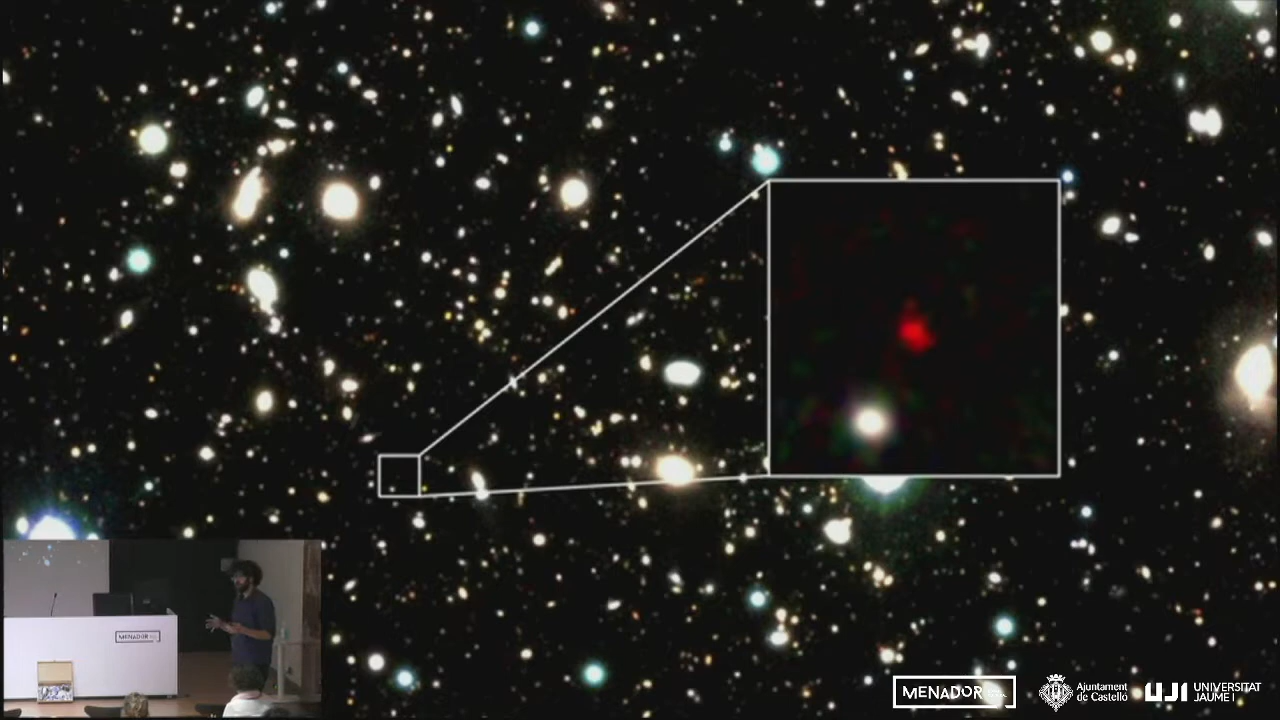 MENADOR
MENADOR
Ajuntament
de Castelló
UJI
UNIVERSITAT
JAUME I